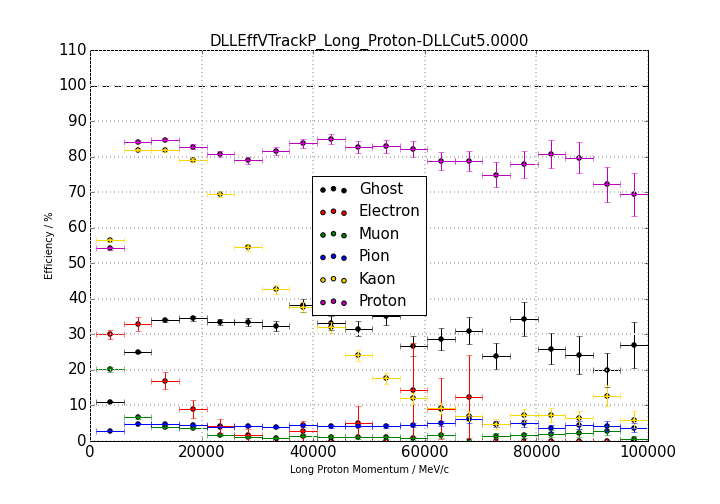 DLLEffVTrackP_Long_Proton-DLLCut5.0000
110
100
90
80
70
60
50
40
30
20
10
0
Efficiency / %
Ghost
Electron
Muon
Pion
Kaon
Proton
0 20000 40000 60000 80000 100000
Long Proton Momentum / MeV/c